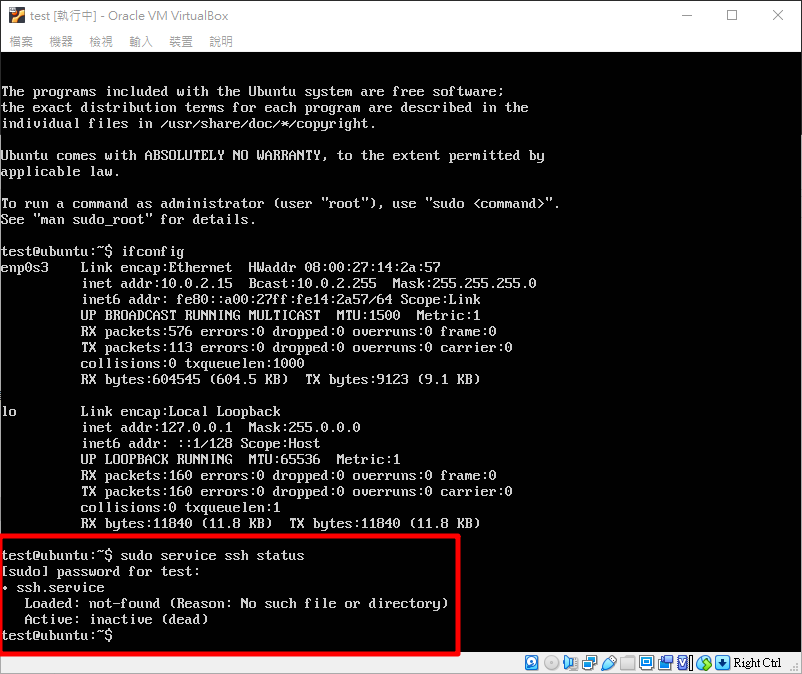 test [執行中] - Oracle VM VirtualBox
檔案 機器 檢視 輸入 裝置 說明
The programs included with the Ubuntu system are free software;
the exact distribution terms for each program are described in the
individual files in /usr/share/doc/*/copyright.
Ubuntu comes with ABSOLUTELY NO WARRANTY, to the extent permitted by
applicable law.
To run a command as administrator (user "root"), use "sudo <command>".
See "man sudo_root" for details.
test@ubuntu:~$ ifconfig
enp0s3    Link encap:Ethernet  HWaddr 08:00:27:14:2a:57
          inet addr:10.0.2.15  Bcast:10.0.2.255  Mask:255.255.255.0
          inet6 addr: fe80::a00:27ff:fe14:2a57/64 Scope:Link
          UP BROADCAST RUNNING MULTICAST  MTU:1500  Metric:1
          RX packets:576 errors:0 dropped:0 overruns:0 frame:0
          TX packets:113 errors:0 dropped:0 overruns:0 carrier:0
          collisions:0 txqueuelen:1000
          RX bytes:604545 (604.5 KB)  TX bytes:9123 (9.1 KB)
lo        Link encap:Local Loopback
          inet addr:127.0.0.1  Mask:255.0.0.0
          inet6 addr: ::1/128 Scope:Host
          UP LOOPBACK RUNNING  MTU:65536  Metric:1
          RX packets:160 errors:0 dropped:0 overruns:0 frame:0
          TX packets:160 errors:0 dropped:0 overruns:0 carrier:0
          collisions:0 txqueuelen:1
          RX bytes:11840 (11.8 KB)  TX bytes:11840 (11.8 KB)
test@ubuntu:~$ sudo service ssh status
[sudo] password for test:
• ssh.service
   Loaded: not-found (Reason: No such file or directory)
   Active: inactive (dead)
test@ubuntu:~$
Right Ctrl